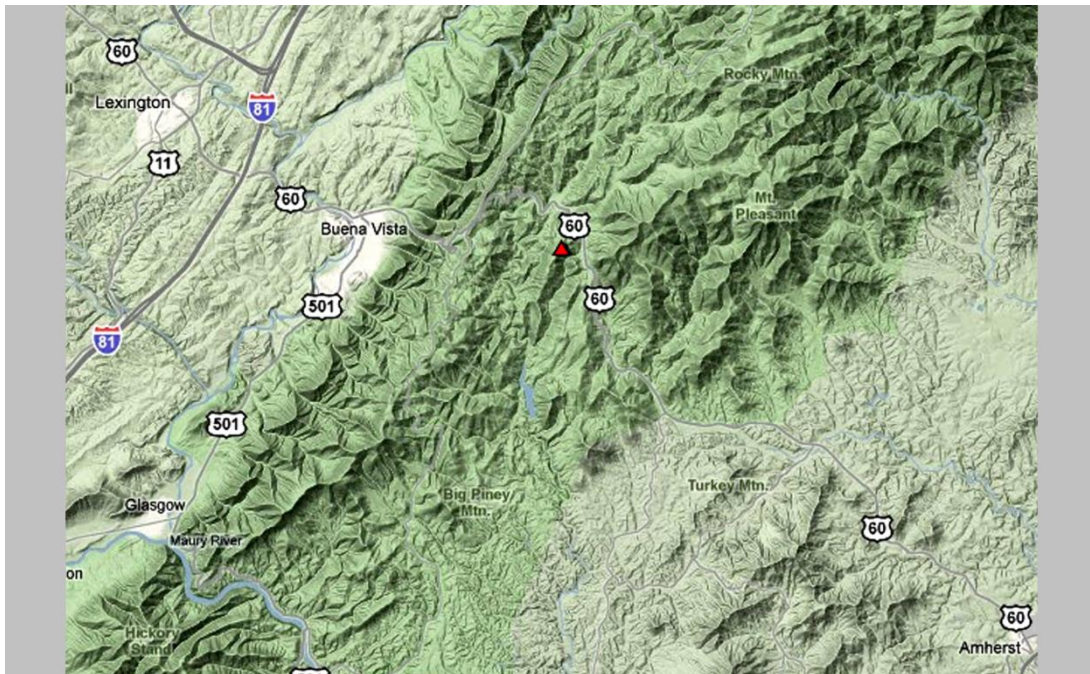 60
Rocky Mtn.
Lexington
81
11
60
Mt.
Pleasant
Buena Vista
60
60
501
81
501
Big Piney
Mtn.
Turkey Mtn.
Glasgow
60
Maury River
on
60
Hickory
Stand
Amherst